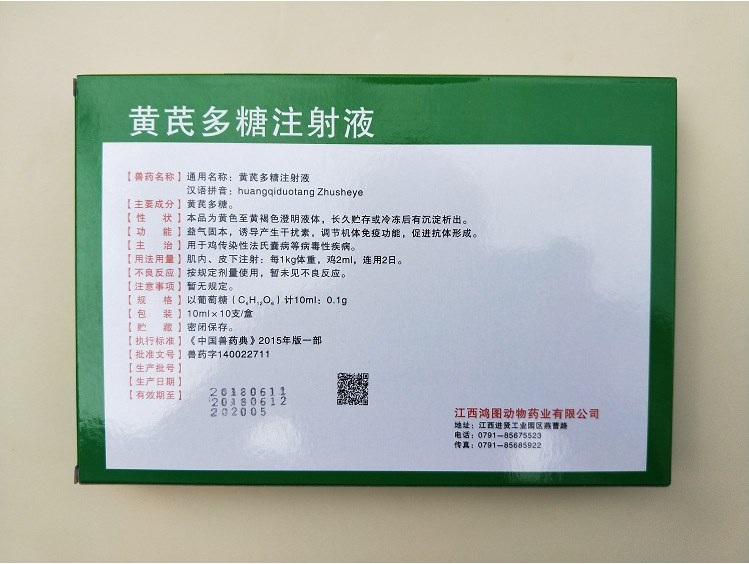 黄芪多糖注射液
【兽药名称】通用名称：黄芪多糖注射液
汉语拼音：huangqiduotang Zhusheye
【主要成分】黄芪多糖。
【性 状】本品为黄色至黄褐色澄明液体，长久贮存或冷冻后有沉淀析出。
【功 能】益气固本，诱导产生干扰素，调节机体免疫功能，促进抗体形成。
【主 治】用于鸡传染性法氏囊病等病毒性疾病。
【用法用量】肌内、皮下注射：每1kg体重，鸡2ml，连用2日。
【不良反应】按规定剂量使用，暂未见不良反应。
【注意事项】暂无规定。
【规 格】以葡萄糖（C₆H₁₂O₆）计10ml：0.1g
【包 装】10ml×10支/盒
【贮 藏】密闭保存。
【执行标准】《中国兽药典》2015年版一部
【批准文号】兽药字140022711
【生产批号】20180611
【生产日期】20180612
【有效期至】202005
江西鸿图动物药业有限公司
地址：江西进贤工业园区燕曹路
电话：0791-85675523
传真：0791-85685922